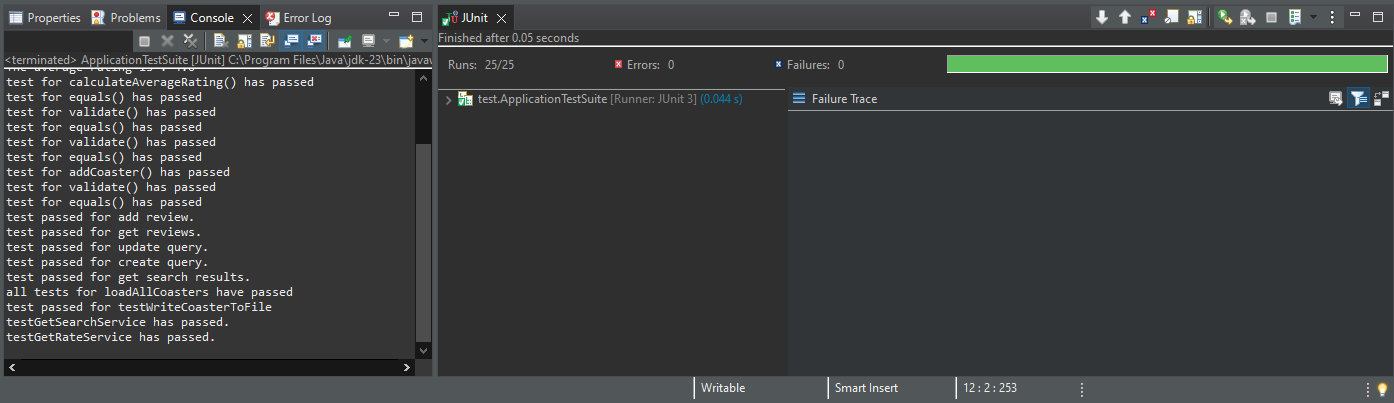 Properties Problems Console Error Log
<terminated> ApplicationTestSuite [JUnit] C:\Program Files\Java\jdk-23\bin\javav
The average rating is : 4.0
test for calculateAverageRating() has passed
test for equals() has passed
test for validate() has passed
test for equals() has passed
test for validate() has passed
test for equals() has passed
test for addCoaster() has passed
test for validate() has passed
test for equals() has passed
test passed for add review.
test passed for get reviews.
test passed for update query.
test passed for create query.
test passed for get search results.
all tests for loadAllCoasters have passed
test passed for testWriteCoasterToFile
testGetSearchService has passed.
testGetRateService has passed.
JUnit
Finished after 0.05 seconds
Runs: 25/25 Errors: 0 Failures: 0
test.ApplicationTestSuite [Runner: JUnit 3] (0.044 s)
Failure Trace
Writable Smart Insert 12 : 2 : 253